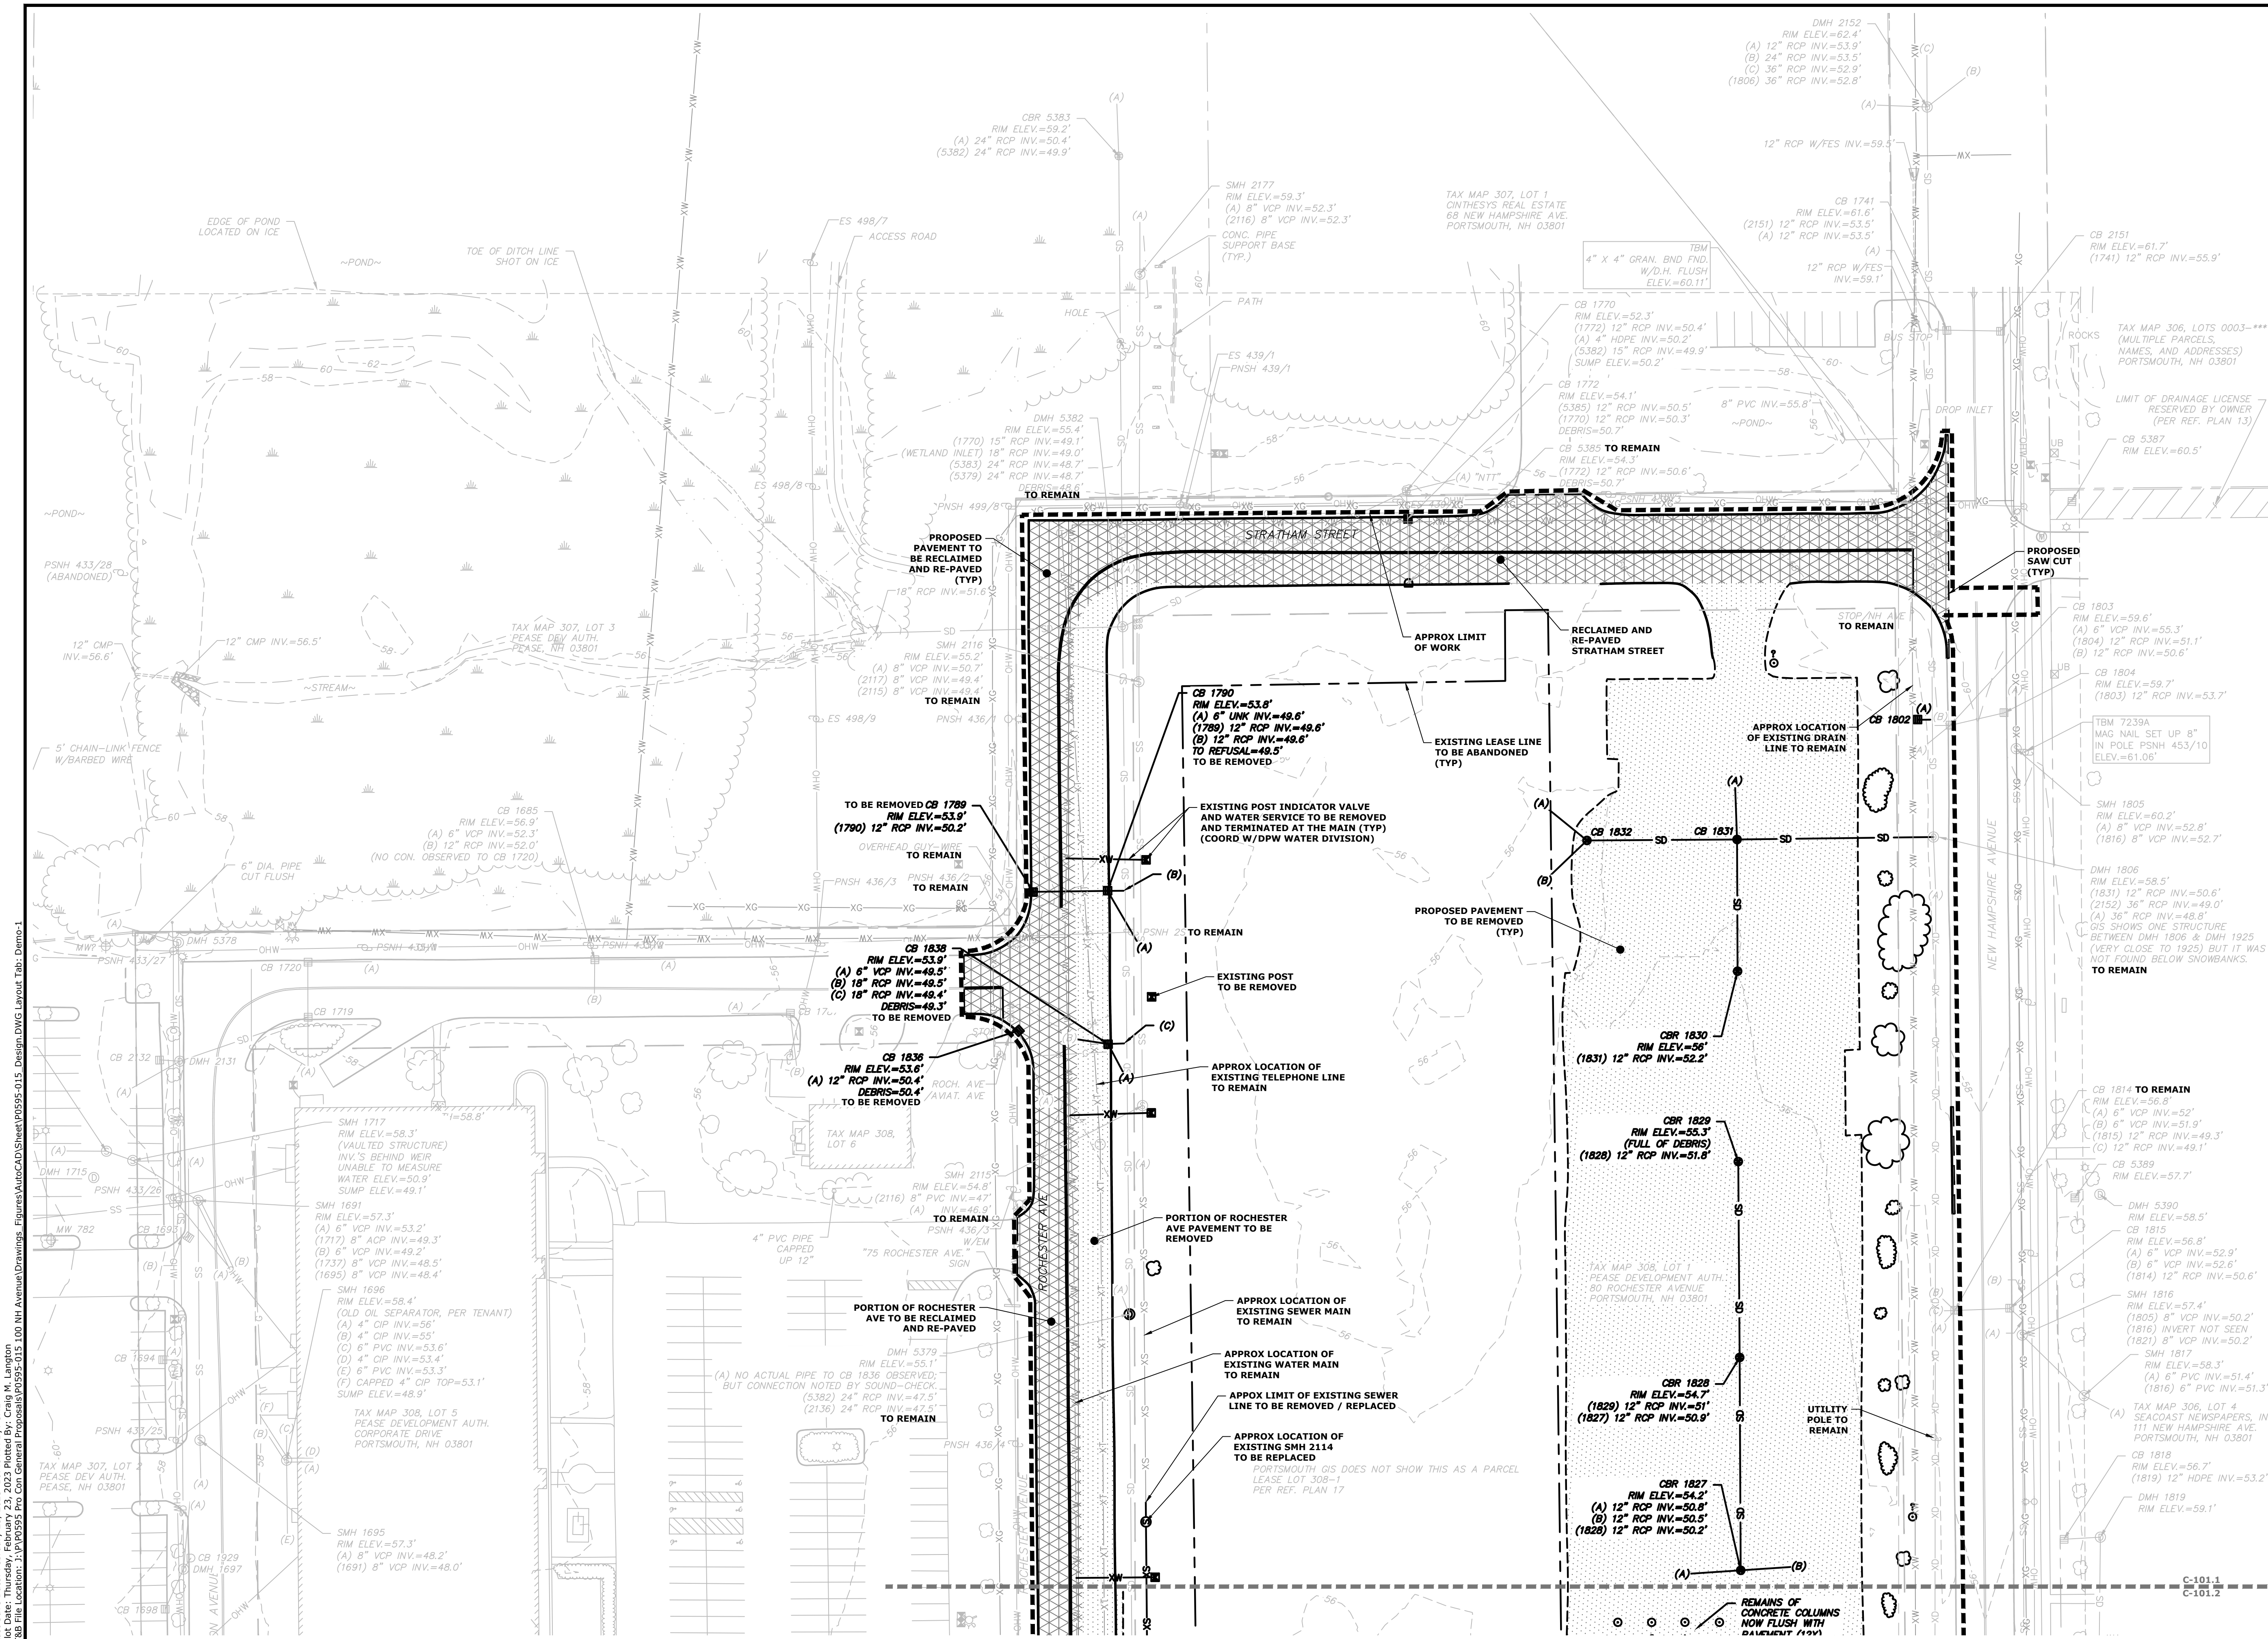 DMH 2152
RIM ELEV.=62.4'
(A) 12" RCP INV.=53.9'
(B) 24" RCP INV.=53.5'
(C) 36" RCP INV.=52.9'
(1806) 36" RCP INV.=52.8'
(C)
(B)
(A)
12" RCP W/FES INV.=59.5'
CBR 5383
RIM ELEV.=59.2'
(A) 24" RCP INV.=50.4'
(5382) 24" RCP INV.=49.9'
(A)
SMH 2177
RIM ELEV.=59.3'
(A) 8" VCP INV.=52.3'
(2116) 8" VCP INV.=52.3'
CONC. PIPE
SUPPORT BASE
(TYP.)
(A)
TAX MAP 307, LOT 1
CINTHESYS REAL ESTATE
68 NEW HAMPSHIRE AVE.
PORTSMOUTH, NH 03801
CB 1741
RIM ELEV.=61.6'
(2151) 12" RCP INV.=53.5'
(A) 12" RCP INV.=53.5'
(A)
12" RCP W/FES
INV.=59.1'
TBM
4" X 4" GRAN. BND FND.
W/D.H. FLUSH
ELEV.=60.11'
CB 2151
RIM ELEV.=61.7'
(1741) 12" RCP INV.=55.9'
EDGE OF POND
LOCATED ON ICE
~POND~
TOE OF DITCH LINE
SHOT ON ICE
ES 498/7
ACCESS ROAD
HOLE
PATH
ES 439/1
PNSH 439/1
CB 1770
RIM ELEV.=52.3'
(1772) 12" RCP INV.=50.4'
(A) 4" HDPE INV.=50.2'
(5382) 15" RCP INV.=49.9'
SUMP ELEV.=50.2'
CB 1772
RIM ELEV.=54.1'
(5385) 12" RCP INV.=50.5'
(1770) 12" RCP INV.=50.3'
DEBRIS=50.7'
CB 5385 TO REMAIN
RIM ELEV.=54.3'
(1772) 12" RCP INV.=50.6'
DEBRIS=50.7'
8" PVC INV.=55.8'
~POND~
BUS STOP
DROP INLET
ROCKS
TAX MAP 306, LOTS 0003-***
(MULTIPLE PARCELS,
NAMES, AND ADDRESSES)
PORTSMOUTH, NH 03801
LIMIT OF DRAINAGE LICENSE
RESERVED BY OWNER
(PER REF. PLAN 13)
CB 5387
RIM ELEV.=60.5'
UB
DMH 5382
RIM ELEV.=55.4'
(1770) 15" RCP INV.=49.1'
(WETLAND INLET) 18" RCP INV.=49.0'
(5383) 24" RCP INV.=48.7'
(5379) 24" RCP INV.=48.7'
DEBRIS=48.6'
TO REMAIN
ES 498/8
PNSH 499/8
(A) "NTT"
STRATHAM STREET
PROPOSED
PAVEMENT TO
BE RECLAIMED
AND RE-PAVED
(TYP)
18" RCP INV.=51.6'
~POND~
PSNH 433/28
(ABANDONED)
12" CMP
INV.=56.6'
12" CMP INV.=56.5'
TAX MAP 307, LOT 3
PEASE DEV AUTH.
PEASE, NH 03801
~STREAM~
SMH 2116
RIM ELEV.=55.2'
(A) 8" VCP INV.=50.7'
(2117) 8" VCP INV.=49.4'
(2115) 8" VCP INV.=49.4'
TO REMAIN
ES 498/9
PNSH 436/1
APPROX LIMIT
OF WORK
RECLAIMED AND
RE-PAVED
STRATHAM STREET
PROPOSED
SAW CUT
(TYP)
STOP/NH AVE
TO REMAIN
CB 1803
RIM ELEV.=59.6'
(A) 6" VCP INV.=55.3'
(1804) 12" RCP INV.=51.1'
(B) 12" RCP INV.=50.6'
CB 1804
RIM ELEV.=59.7'
(1803) 12" RCP INV.=53.7'
UB
TBM 7239A
MAG NAIL SET UP 8"
IN POLE PSNH 453/10
ELEV.=61.06'
CB 1790
RIM ELEV.=53.8'
(A) 6" UNK INV.=49.6'
(1789) 12" RCP INV.=49.6'
(B) 12" RCP INV.=49.6'
TO REFUSAL=49.5'
TO BE REMOVED
EXISTING LEASE LINE
TO BE ABANDONED
(TYP)
APPROX LOCATION
OF EXISTING DRAIN
LINE TO REMAIN
CB 1802
(A)
5' CHAIN-LINK FENCE
W/BARBED WIRE
TO BE REMOVED CB 1789
RIM ELEV.=53.9'
(1790) 12" RCP INV.=50.2'
OVERHEAD GUY-WIRE
TO REMAIN
PNSH 436/2
TO REMAIN
PNSH 436/3
EXISTING POST INDICATOR VALVE
AND WATER SERVICE TO BE REMOVED
AND TERMINATED AT THE MAIN (TYP)
(COORD W/DPW WATER DIVISION)
(B)
(A)
PSNH 25 TO REMAIN
(A)
(B)
CB 1832
SD
CB 1831
(A)
SD
SD
CB 1685
RIM ELEV.=56.9'
(A) 6" VCP INV.=52.3'
(B) 12" RCP INV.=52.0'
(NO CON. OBSERVED TO CB 1720)
6" DIA. PIPE
CUT FLUSH
SMH 1805
RIM ELEV.=60.2'
(A) 8" VCP INV.=52.8'
(1816) 8" VCP INV.=52.7'
NEW HAMPSHIRE AVENUE
DMH 1806
RIM ELEV.=58.5'
(1831) 12" RCP INV.=50.6'
(2152) 36" RCP INV.=49.0'
(A) 36" RCP INV.=48.8'
GIS SHOWS ONE STRUCTURE
BETWEEN DMH 1806 & DMH 1925
(VERY CLOSE TO 1925) BUT IT WAS
NOT FOUND BELOW SNOWBANKS.
TO REMAIN
PROPOSED PAVEMENT
TO BE REMOVED
(TYP)
DMH 5378
PSNH 433/27
CB 1720
CB 1838
RIM ELEV.=53.9'
(A) 6" VCP INV.=49.5'
(B) 18" RCP INV.=49.5'
(C) 18" RCP INV.=49.4'
DEBRIS=49.3'
TO BE REMOVED
EXISTING POST
TO BE REMOVED
(C)
(A)
CBR 1830
RIM ELEV.=56'
(1831) 12" RCP INV.=52.2'
CB 1719
CB 2132
DMH 2131
CB 1836
RIM ELEV.=53.6'
(A) 12" RCP INV.=50.4'
DEBRIS=50.4'
TO BE REMOVED
ROCH. AVE
/AVIAT. AVE
APPROX LOCATION OF
EXISTING TELEPHONE LINE
TO REMAIN
CB 1814 TO REMAIN
RIM ELEV.=56.8'
(A) 6" VCP INV.=52'
(B) 6" VCP INV.=51.9'
(1815) 12" RCP INV.=49.3'
(C) 12" RCP INV.=49.1'
CB 5389
RIM ELEV.=57.7'
DMH 5390
RIM ELEV.=58.5'
CB 1815
RIM ELEV.=56.8'
(A) 6" VCP INV.=52.9'
(B) 6" VCP INV.=52.6'
(1814) 12" RCP INV.=50.6'
CBR 1829
RIM ELEV.=55.3'
(FULL OF DEBRIS)
(1828) 12" RCP INV.=51.8'
SMH 1717
RIM ELEV.=58.3'
(VAULTED STRUCTURE)
INV.'S BEHIND WEIR
UNABLE TO MEASURE
WATER ELEV.=50.9'
SUMP ELEV.=49.1'
DMH 1715
PSNH 433/26
MW 782
CB 1693
SMH 1691
RIM ELEV.=57.3'
(A) 6" VCP INV.=53.2'
(1717) 8" ACP INV.=49.3'
(B) 6" VCP INV.=49.2'
(1737) 8" VCP INV.=48.5'
(1695) 8" VCP INV.=48.4'
TAX MAP 308,
LOT 6
SMH 2115
RIM ELEV.=54.8'
(2116) 8" PVC INV.=47'
(A) INV.=46.9'
TO REMAIN
PSNH 436/3
W/EM
"75 ROCHESTER AVE."
SIGN
4" PVC PIPE
CAPPED
UP 12"
ROCHESTER AVE
PORTION OF ROCHESTER
AVE PAVEMENT TO BE
REMOVED
TAX MAP 308, LOT 1
PEASE DEVELOPMENT AUTH.
80 ROCHESTER AVENUE
PORTSMOUTH, NH 03801
SMH 1696
RIM ELEV.=58.4'
(OLD OIL SEPARATOR, PER TENANT)
(A) 4" CIP INV.=56'
(B) 4" CIP INV.=55'
(C) 6" PVC INV.=53.6'
(D) 4" CIP INV.=53.4'
(E) 6" PVC INV.=53.3'
(F) CAPPED 4" CIP TOP=53.1'
SUMP ELEV.=48.9'
CB 1694
PORTION OF ROCHESTER
AVE TO BE RECLAIMED
AND RE-PAVED
APPROX LOCATION OF
EXISTING SEWER MAIN
TO REMAIN
SMH 1816
RIM ELEV.=57.4'
(1805) 8" VCP INV.=50.2'
(1816) INVERT NOT SEEN
(1821) 8" VCP INV.=50.2'
DMH 5379
RIM ELEV.=55.1'
(A) NO ACTUAL PIPE TO CB 1836 OBSERVED;
BUT CONNECTION NOTED BY SOUND-CHECK.
(5382) 24" RCP INV.=47.5'
(2136) 24" RCP INV.=47.5'
TO REMAIN
PNSH 436/4
APPROX LOCATION OF
EXISTING WATER MAIN
TO REMAIN
APPOX LIMIT OF EXISTING SEWER
LINE TO BE REMOVED / REPLACED
CBR 1828
RIM ELEV.=54.7'
(1829) 12" RCP INV.=51'
(1827) 12" RCP INV.=50.9'
UTILITY
POLE TO
REMAIN
SMH 1817
RIM ELEV.=58.3'
(A) 6" PVC INV.=51.4'
(1816) 6" PVC INV.=51.3'
TAX MAP 306, LOT 4
SEACOAST NEWSPAPERS, IN
111 NEW HAMPSHIRE AVE.
PORTSMOUTH, NH 03801
TAX MAP 308, LOT 5
PEASE DEVELOPMENT AUTH.
CORPORATE DRIVE
PORTSMOUTH, NH 03801
PSNH 433/25
TAX MAP 307, LOT 2
PEASE DEV AUTH.
PEASE, NH 03801
APPROX LOCATION OF
EXISTING SMH 2114
TO BE REPLACED
PORTSMOUTH GIS DOES NOT SHOW THIS AS A PARCEL
LEASE LOT 308-1
PER REF. PLAN 17
CB 1818
RIM ELEV.=56.7'
(1819) 12" HDPE INV.=53.2'
DMH 1819
RIM ELEV.=59.1'
CBR 1827
RIM ELEV.=54.2'
(A) 12" RCP INV.=50.8'
(B) 12" RCP INV.=50.5'
(1828) 12" RCP INV.=50.2'
(A)
(B)
SMH 1695
RIM ELEV.=57.3'
(A) 8" VCP INV.=48.2'
(1691) 8" VCP INV.=48.0'
CB 1929
DMH 1697
CB 1698
C-101.1
C-101.2
REMAINS OF
CONCRETE COLUMNS
NOW FLUSH WITH
PAVEMENT (12X)
lot Date: Thursday, February 23, 2023 Plotted By: Craig M. Langton
T&B File Location: J:\P\P0595 Pro Con General Proposals\P0595-015 100 NH Avenue\Drawings_Figures\AutoCAD\Sheet\P0595-015_Design.DWG Layout Tab: Demo-1